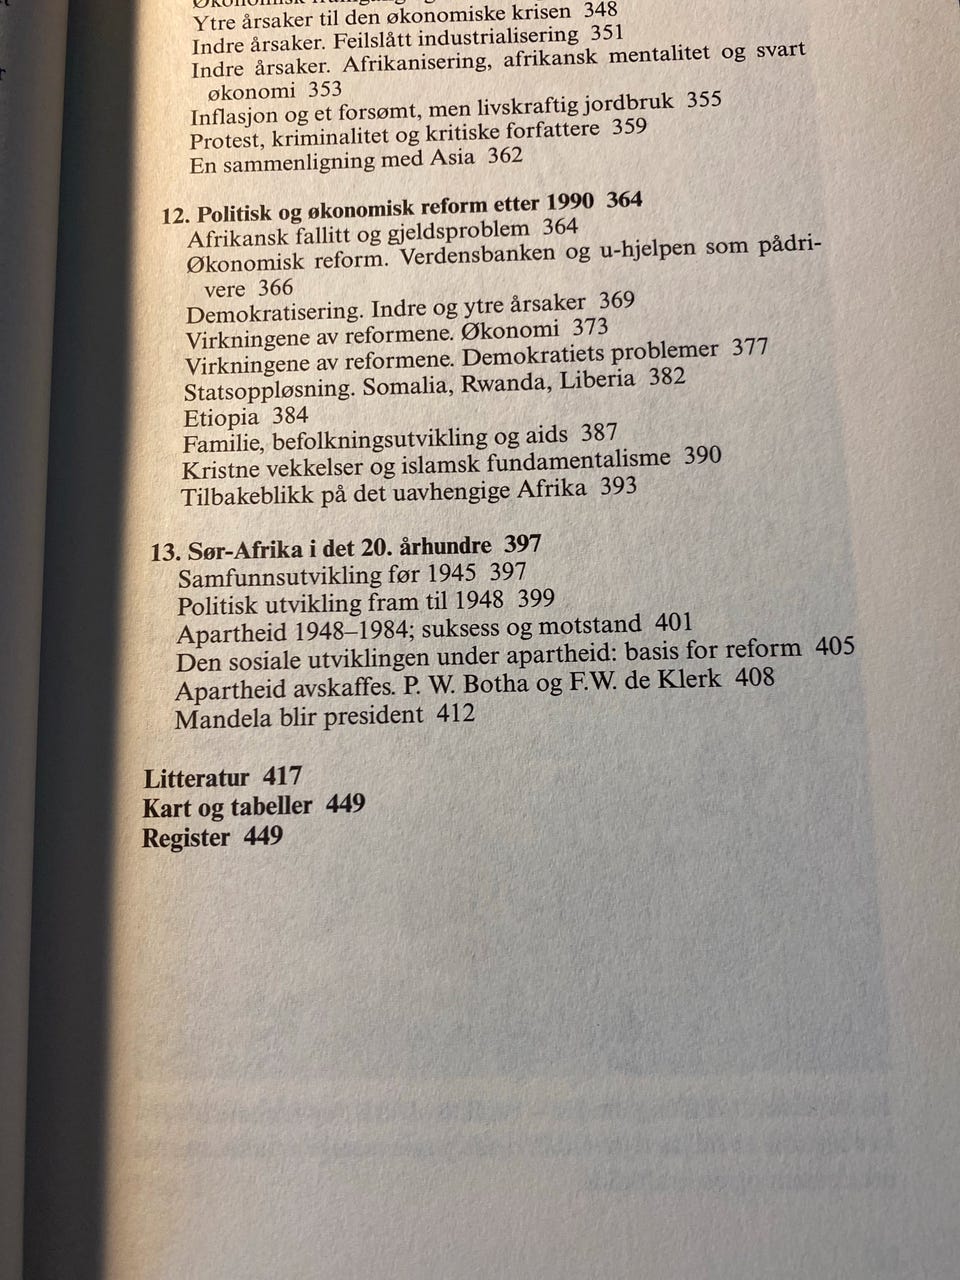 Ytre årsaker til den økonomiske krisen 348
Indre årsaker. Feilslått industrialisering 351
Indre årsaker. Afrikanisering, afrikansk mentalitet og svart
økonomi 353
Inflasjon og et forsømt, men livskraftig jordbruk 355
Protest, kriminalitet og kritiske forfattere 359
En sammenligning med Asia 362
12. Politisk og økonomisk reform etter 1990 364
Afrikansk fallitt og gjeldsproblem 364
Økonomisk reform. Verdensbanken og u-hjelpen som pådri-
vere 366
Demokratisering. Indre og ytre årsaker 369
Virkningene av reformene. Økonomi 373
Virkningene av reformene. Demokratiets problemer 377
Statsoppløsning. Somalia, Rwanda, Liberia 382
Etiopia 384
Familie, befolkningsutvikling og aids 387
Kristne vekkelser og islamsk fundamentalisme 390
Tilbakeblikk på det uavhengige Afrika 393
13. Sør-Afrika i det 20. århundre 397
Samfunnsutvikling før 1945 397
Politisk utvikling fram til 1948 399
Apartheid 1948–1984; suksess og motstand 401
Den sosiale utviklingen under apartheid: basis for reform 405
Apartheid avskaffes. P. W. Botha og F.W. de Klerk 408
Mandela blir president 412
Litteratur 417
Kart og tabeller 449
Register 449